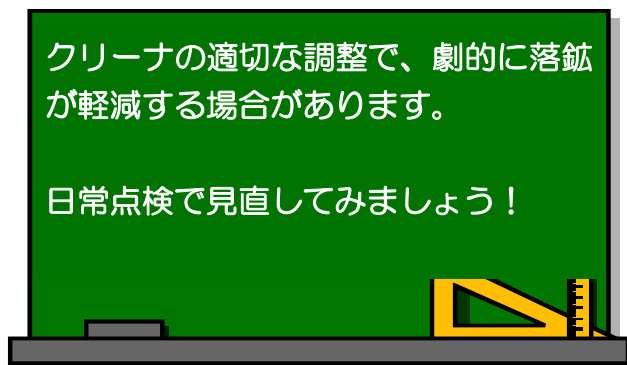 クリーナの適切な調整で、劇的に落鉱
が軽減する場合があります。
日常点検で見直してみましょう！